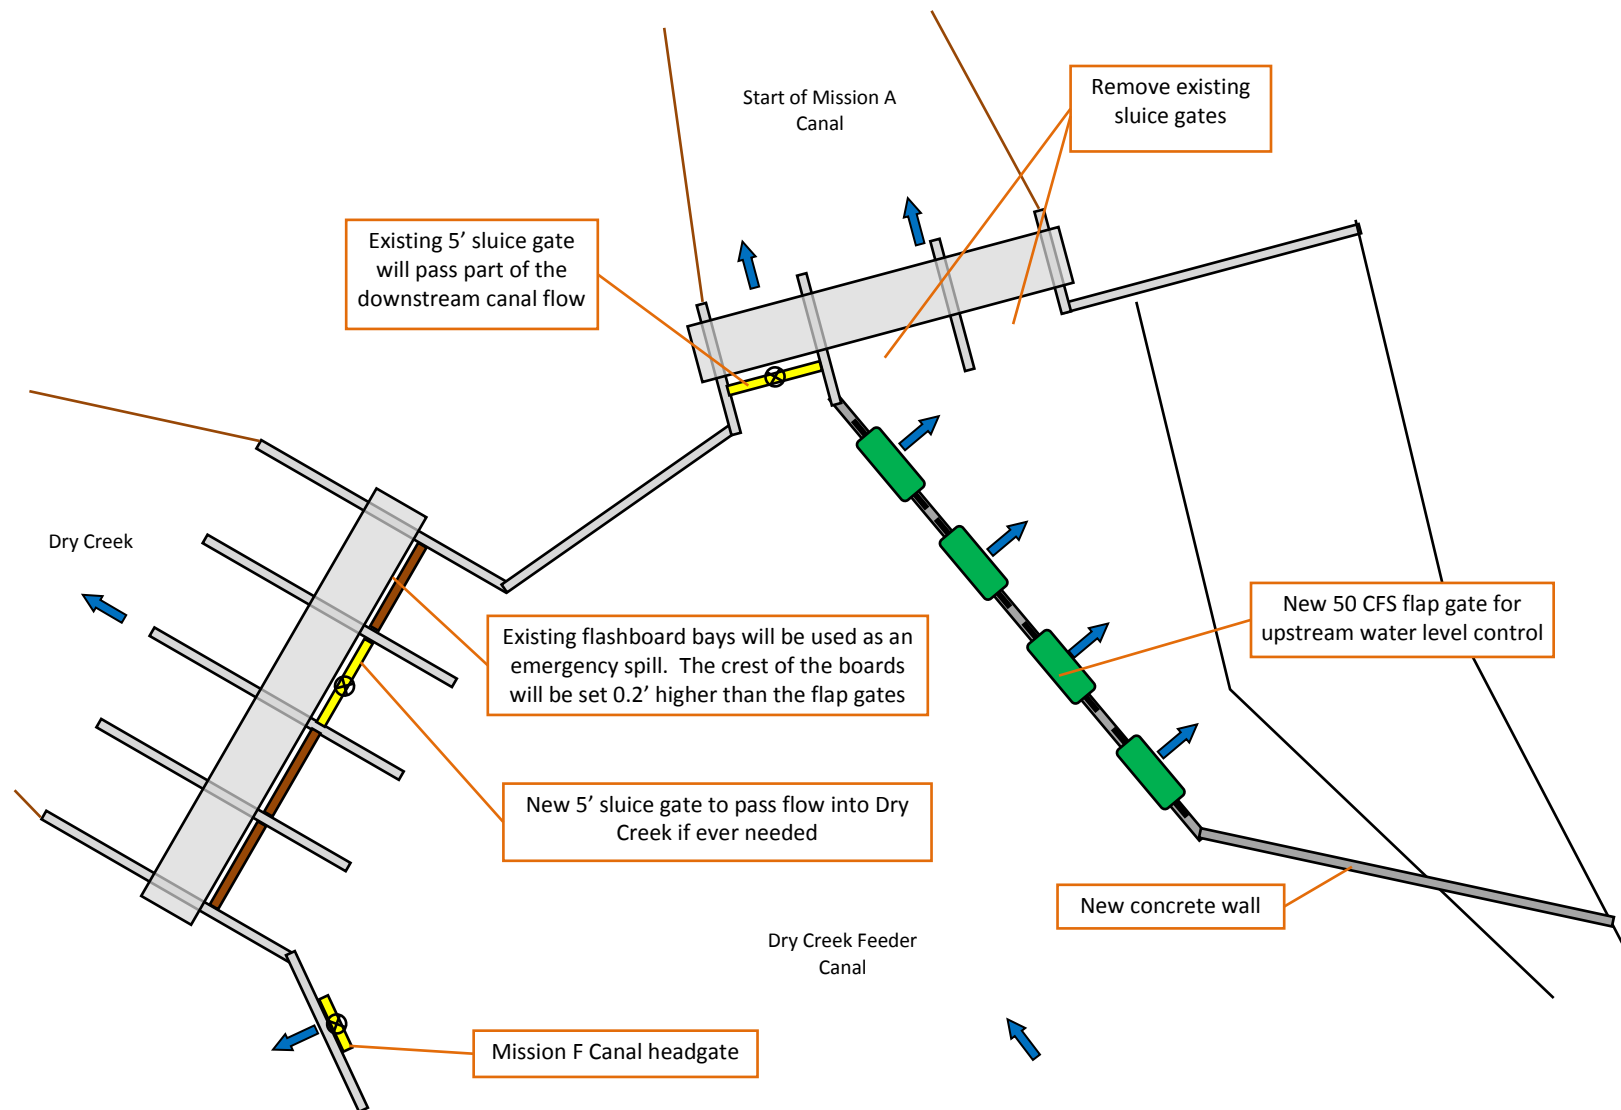 Start of Mission A
Canal
Remove existing
sluice gates
Existing 5’ sluice gate
will pass part of the
downstream canal flow
Dry Creek
New 50 CFS flap gate for
upstream water level control
Existing flashboard bays will be used as an
emergency spill.  The crest of the boards
will be set 0.2’ higher than the flap gates
New 5’ sluice gate to pass flow into Dry
Creek if ever needed
New concrete wall
Dry Creek Feeder
Canal
Mission F Canal headgate